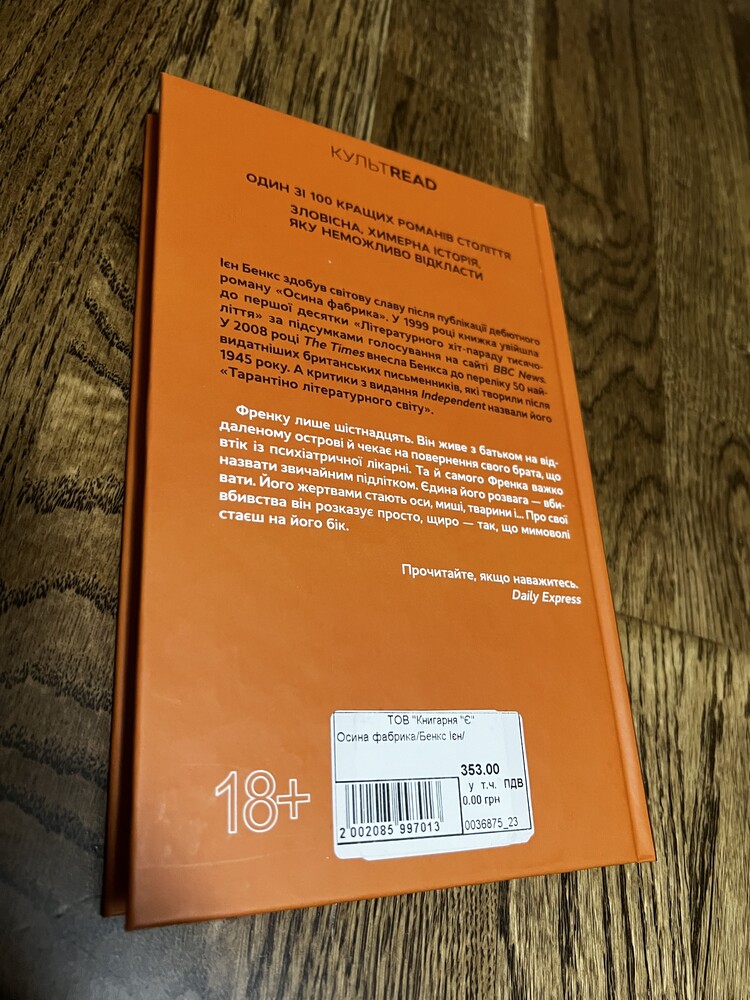 КУЛЬТREAD
ОДИН ЗІ 100 КРАЩИХ РОМАНІВ СТОЛІТТЯ
ЗЛОВІСНА, ХИМЕРНА ІСТОРІЯ,
ЯКУ НЕМОЖЛИВО ВІДКЛАСТИ
Ієн Бенкс здобув світову славу після публікації дебютного
роману «Осина фабрика». У 1999 році книжка увійшла
до першої десятки «Літературного хіт-параду тисячо-
ліття» за підсумками голосування на сайті BBC News.
У 2008 році The Times внесла Бенкса до переліку 50 най-
видатніших британських письменників, які творили після
1945 року. А критики з видання Independent назвали його
«Тарантіно літературного світу».
Френку лише шістнадцять. Він живе з батьком на від-
даленому острові й чекає на повернення свого брата, що
втік із психіатричної лікарні. Та й самого Френка важко
назвати звичайним підлітком. Єдина його розвага — вби-
вати. Його жертвами стають оси, миші, тварини і... Про свої
вбивства він розказує просто, щиро — так, що мимоволі
стаєш на його бік.
Прочитайте, якщо наважитесь.
Daily Express
ТОВ "Книгарня "Є"
Осина фабрика/Бенкс Ієн/
353.00
у т.ч. ПДВ
0.00 грн
2 002085 997013
0036875_23
18+